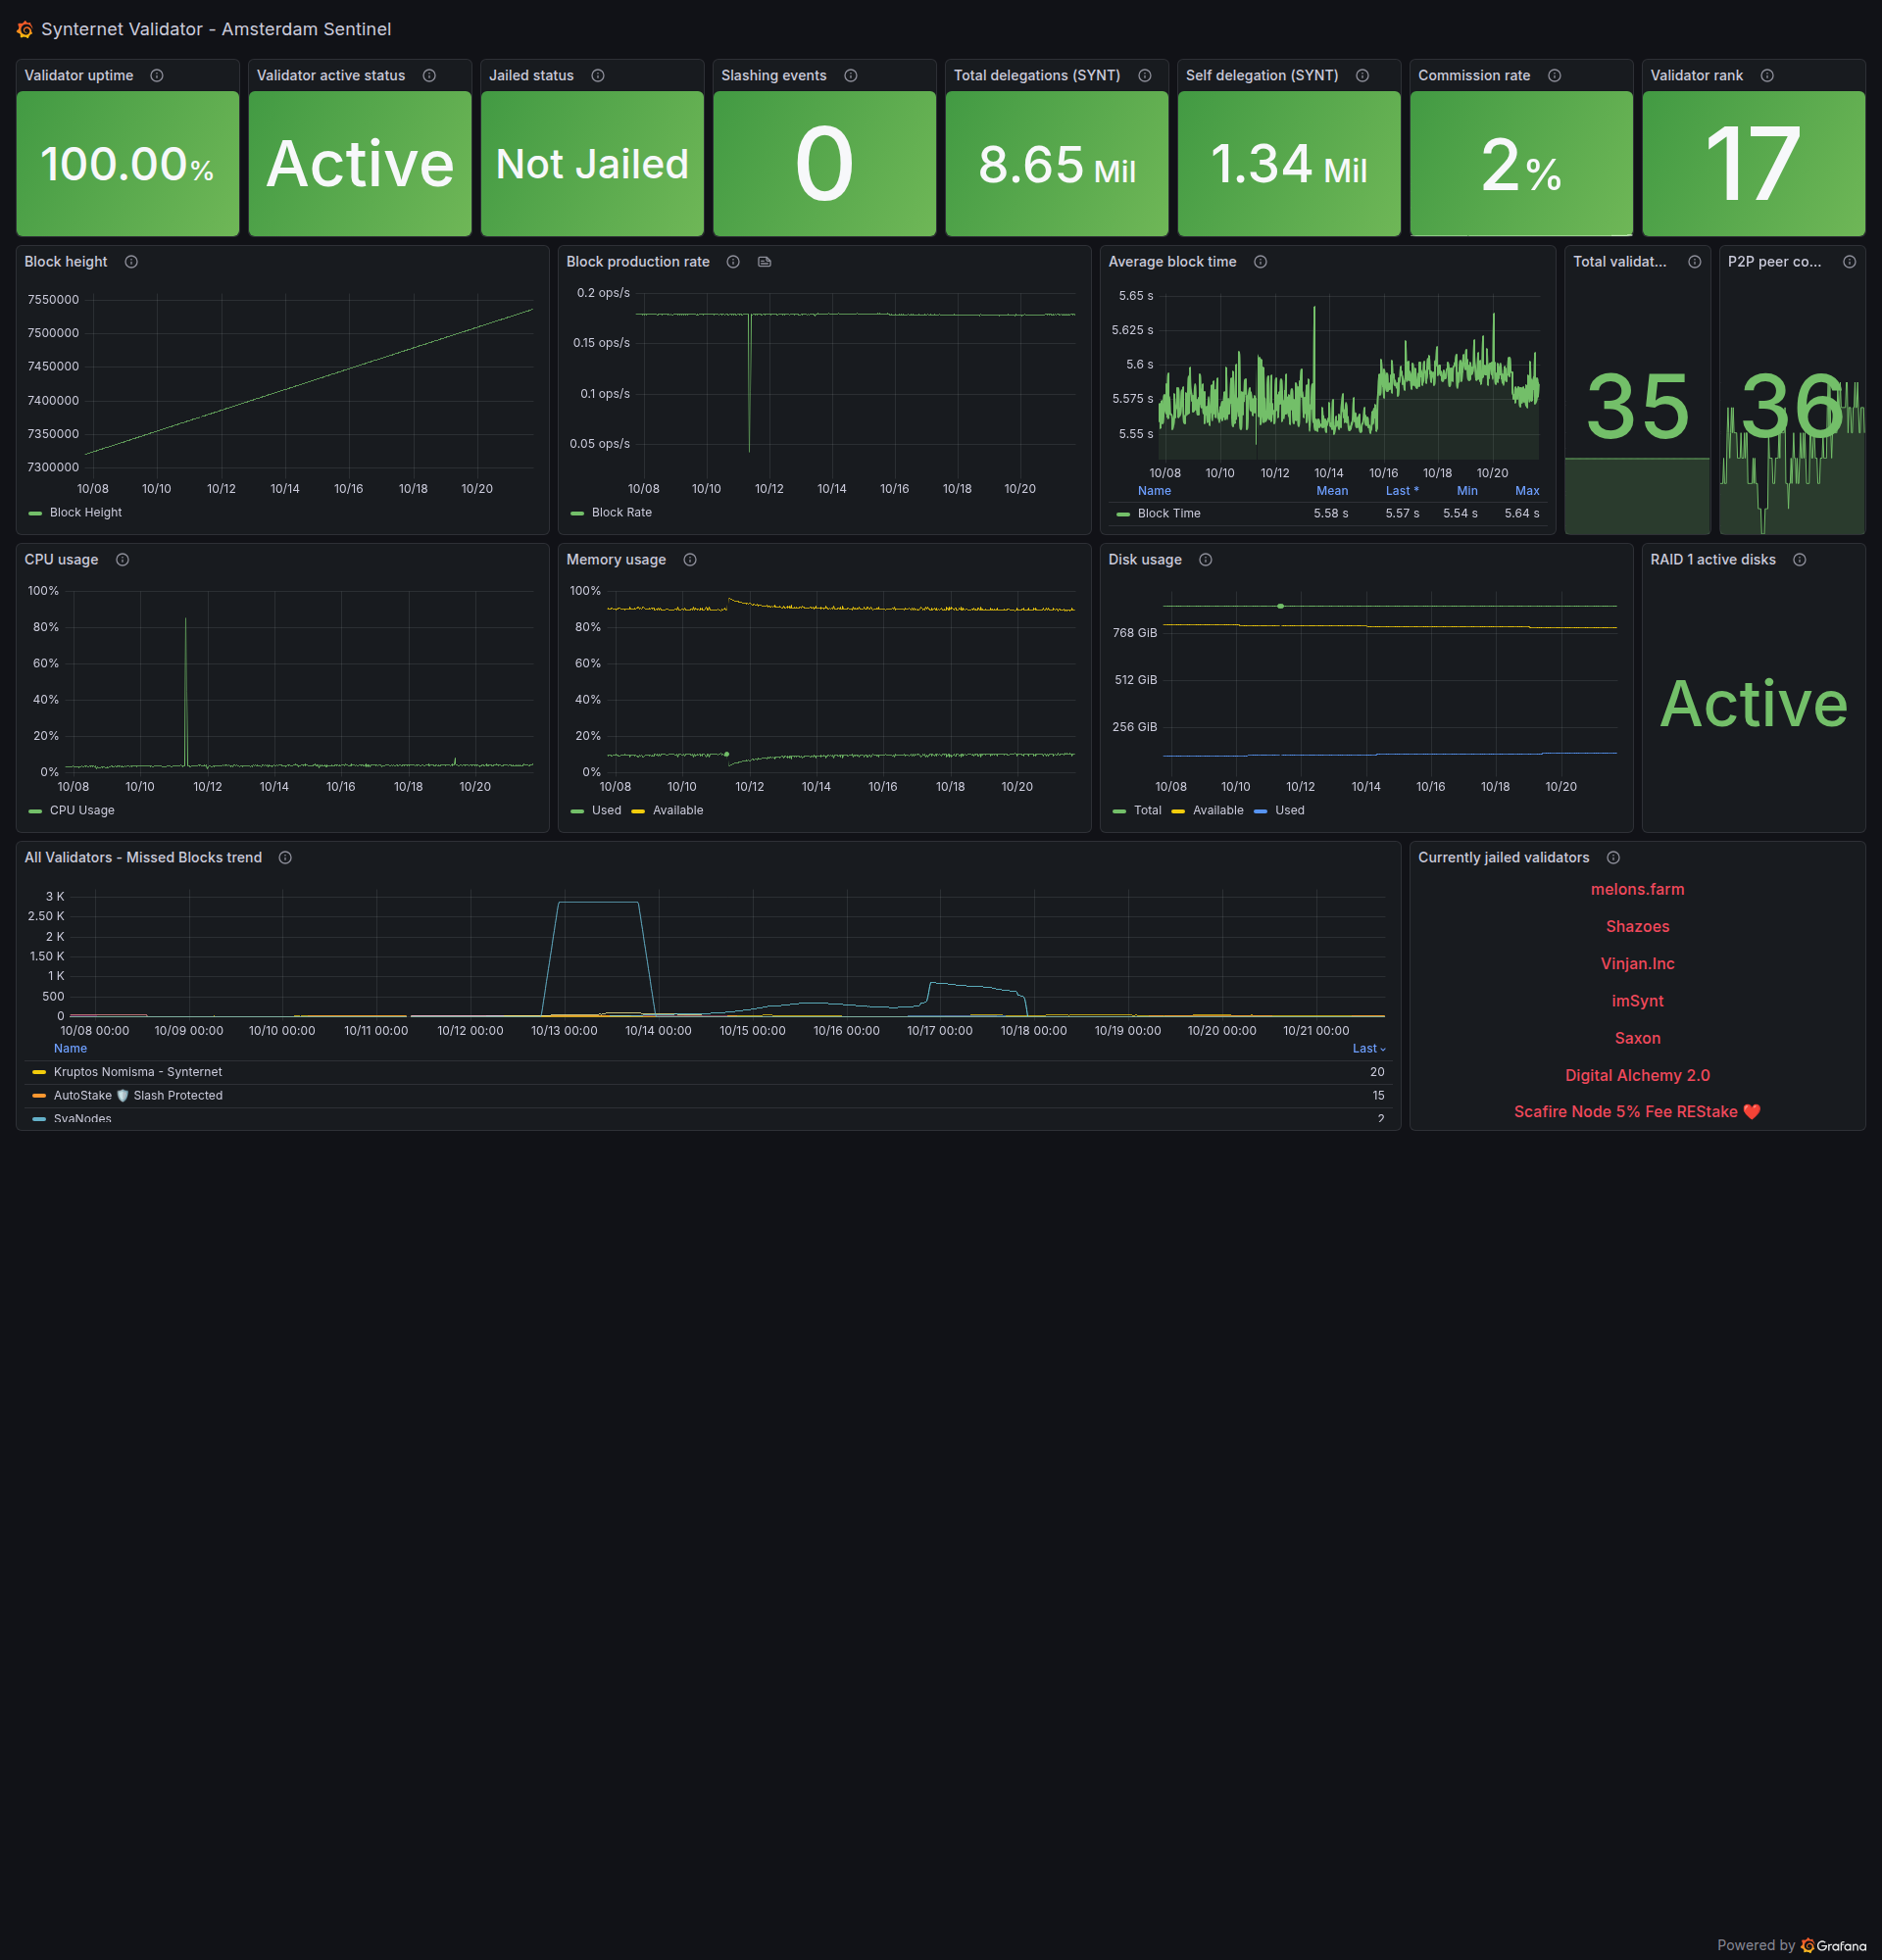 Synternet Validator - Amsterdam Sentinel
Validator uptime
100.00%
Validator active status
Active
Jailed status
Not Jailed
Slashing events
0
Total delegations (SYNT)
8.65 Mil
Self delegation (SYNT)
1.34 Mil
Commission rate
2%
Validator rank
17
Block height
7550000
7500000
7450000
7400000
7350000
7300000
10/08 10/10 10/12 10/14 10/16 10/18 10/20
Block Height
Block production rate
0.2 ops/s
0.15 ops/s
0.1 ops/s
0.05 ops/s
10/08 10/10 10/12 10/14 10/16 10/18 10/20
Block Rate
Average block time
5.65 s
5.625 s
5.6 s
5.575 s
5.55 s
10/08 10/10 10/12 10/14 10/16 10/18 10/20
Name Mean Last * Min Max
Block TIme 5.58 s 5.57 s 5.54 s 5.64 s
Total validat...
35
P2P peer co...
36
CPU usage
100%
80%
60%
40%
20%
0%
10/08 10/10 10/12 10/14 10/16 10/18 10/20
CPU Usage
Memory usage
100%
80%
60%
40%
20%
0%
10/08 10/10 10/12 10/14 10/16 10/18 10/20
Used Available
Disk usage
768 GiB
512 GiB
256 GiB
10/08 10/10 10/12 10/14 10/16 10/18 10/20
Total Available Used
RAID 1 active disks
Active
All Validators - Missed Blocks trend
3 K
2.50 K
2 K
1.50 K
1 K
500
0
10/08 00:00 10/09 00:00 10/10 00:00 10/11 00:00 10/12 00:00 10/13 00:00 10/14 00:00 10/15 00:00 10/16 00:00 10/17 00:00 10/18 00:00 10/19 00:00 10/20 00:00 10/21 00:00
Name Last
Kruptos Nomisma - Synternet 20
AutoStake 🛡️ Slash Protected 15
SvaNodes 2
Currently jailed validators
melons.farm
Shazoes
Vinjan.Inc
imSynt
Saxon
Digital Alchemy 2.0
Scafire Node 5% Fee REStake ❤️
Powered by Grafana